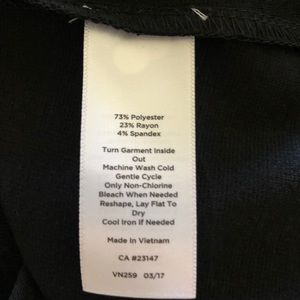 73% Polyester
23% Rayon
4% Spandex
Turn Garment Inside
Out
Machine Wash Cold
Gentle Cycle
Only Non-Chlorine
Bleach When Needed
Reshape, Lay Flat To
Dry
Cool Iron If Needed
Made In Vietnam
CA #23147
VN259 03/17